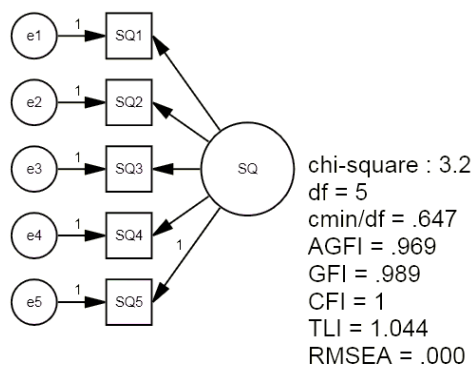 e1 1 SQ1
e2 1 SQ2
e3 1 SQ3
SQ
e4 1 SQ4
1
e5 1 SQ5
chi-square : 3.2
df = 5
cmin/df = .647
AGFI = .969
GFI = .989
CFI = 1
TLI = 1.044
RMSEA = .000